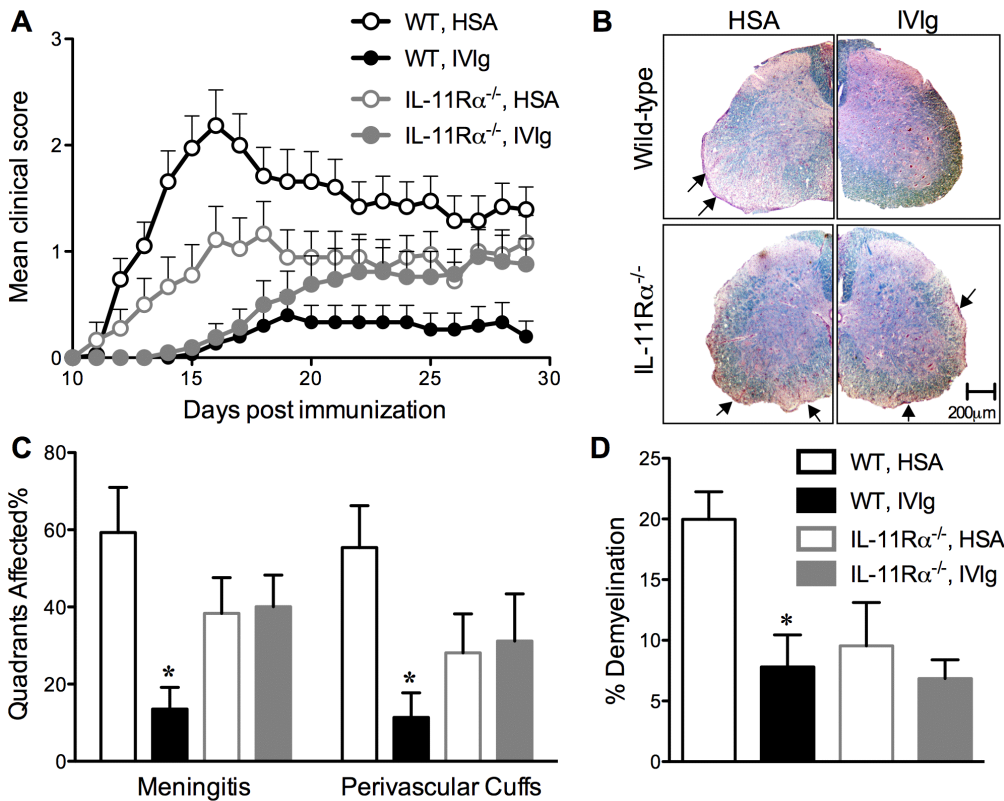 A
WT, HSA
WT, IVIg
IL-11Rα-/-, HSA
IL-11Rα-/-, IVIg
Mean clinical score
3
2
1
0
10 15 20 25 30
Days post immunization
B
HSA IVIg
Wild-type
IL-11Rα-/-
200µm
C
Quadrants Affected%
80
60
40
20
0
* *
Meningitis Perivascular Cuffs
D
WT, HSA
WT, IVIg
IL-11Rα-/-, HSA
IL-11Rα-/-, IVIg
% Demyelination
25
20
15
10
5
0
*